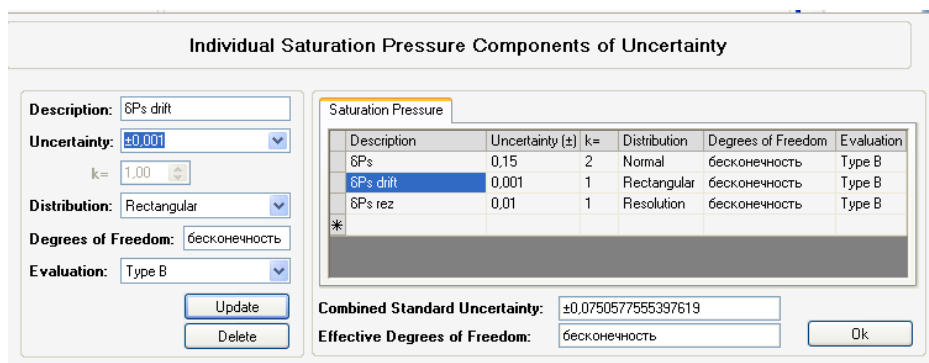 Individual Saturation Pressure Components of Uncertainty
Description: δPs drift
Uncertainty: ±0,001
k= 1,00
Distribution: Rectangular
Degrees of Freedom: бесконечность
Evaluation: Type B
Update
Delete
Saturation Pressure
Description Uncertainty (±) k= Distribution Degrees of Freedom Evaluation
δPs 0,15 2 Normal бесконечность Type B
δPs drift 0,001 1 Rectangular бесконечность Type B
δPs rez 0,01 1 Resolution бесконечность Type B
Combined Standard Uncertainty: ±0,0750577555397619
Effective Degrees of Freedom: бесконечность
Ok